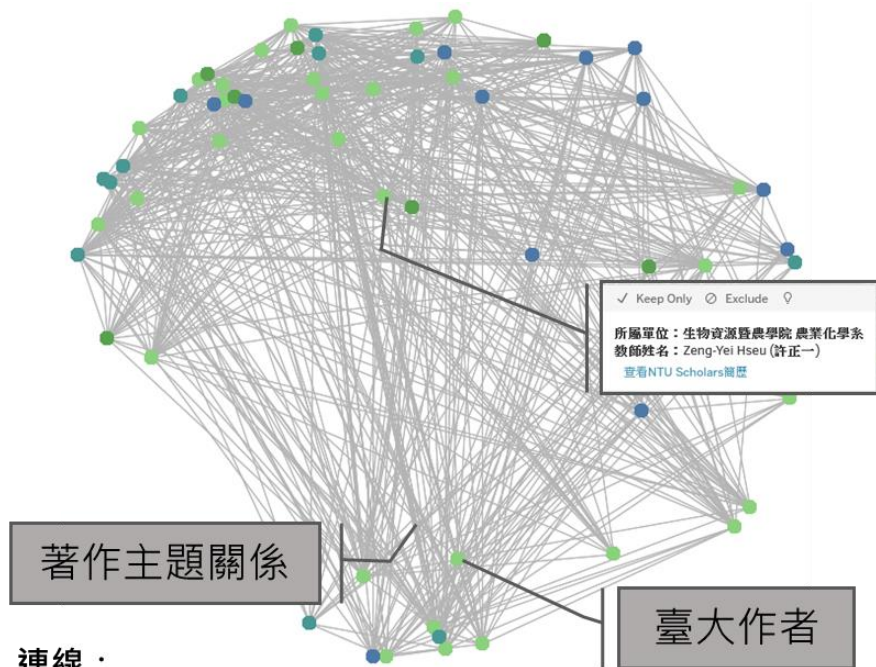 Keep Only Exclude
所屬單位：生物資源暨農學院 農業化學系
教師姓名：Zeng-Yei Hseu (許正一)
查看NTU Scholars簡歷
著作主題關係
臺大作者
連線：